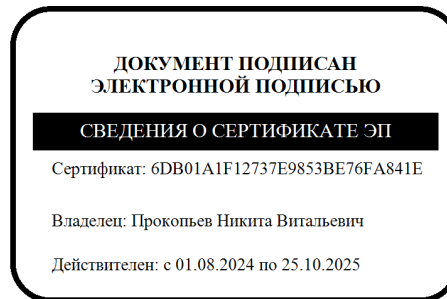 ДОКУМЕНТ ПОДПИСАН
ЭЛЕКТРОННОЙ ПОДПИСЬЮ
СВЕДЕНИЯ О СЕРТИФИКАТЕ ЭП
Сертификат: 6DB01A1F12737E9853BE76FA841E
Владелец: Прокопьев Никита Витальевич
Действителен: с 01.08.2024 по 25.10.2025